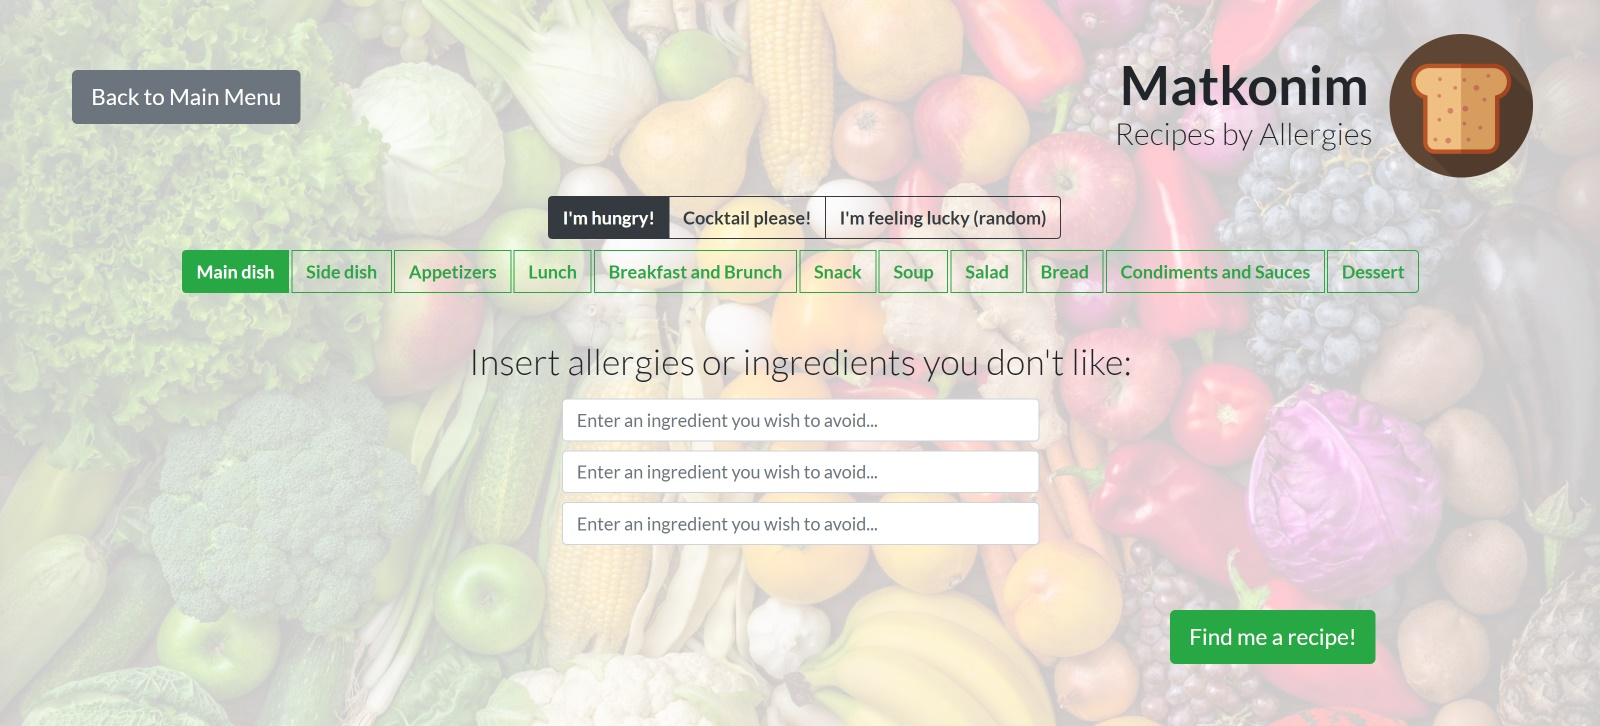 Back to Main Menu
Matkonim
Recipes by Allergies
I'm hungry! Cocktail please! I'm feeling lucky (random)
Main dish Side dish Appetizers Lunch Breakfast and Brunch Snack Soup Salad Bread Condiments and Sauces Dessert
Insert allergies or ingredients you don't like:
Enter an ingredient you wish to avoid...
Enter an ingredient you wish to avoid...
Enter an ingredient you wish to avoid...
Find me a recipe!